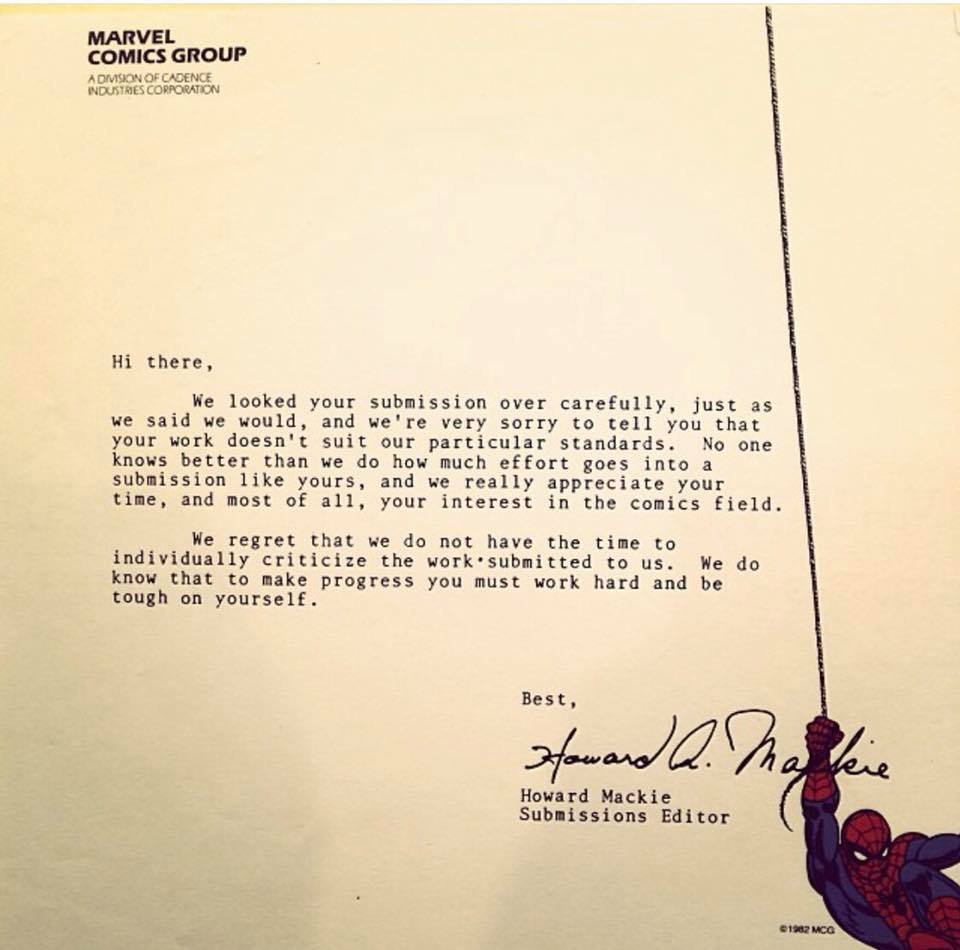 MARVEL
COMICS GROUP
A DIVISION OF CADENCE
INDUSTRIES CORPORATION
Hi there,
We looked your submission over carefully, just as
we said we would, and we're very sorry to tell you that
your work doesn't suit our particular standards. No one
knows better than we do how much effort goes into a
submission like yours, and we really appreciate your
time, and most of all, your interest in the comics field.
We regret that we do not have the time to
individually criticize the work submitted to us. We do
know that to make progress you must work hard and be
tough on yourself.
Best,
Howard A. Mackie
Howard Mackie
Submissions Editor
©1982 MCG